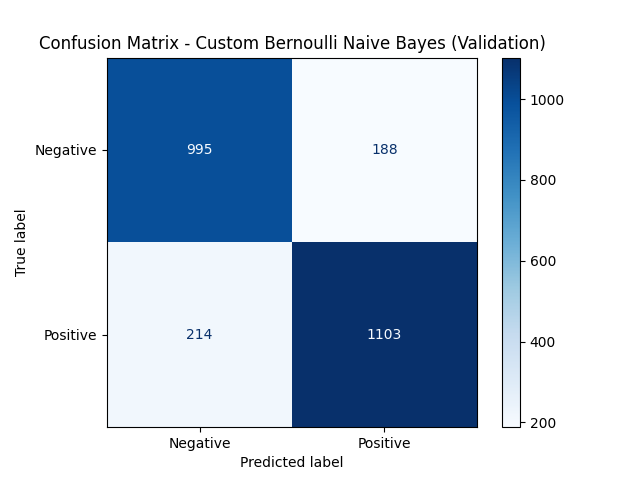 Confusion Matrix - Custom Bernoulli Naive Bayes (Validation)
True label
Negative
995
188
Positive
214
1103
Negative
Positive
Predicted label
1000
800
600
400
200